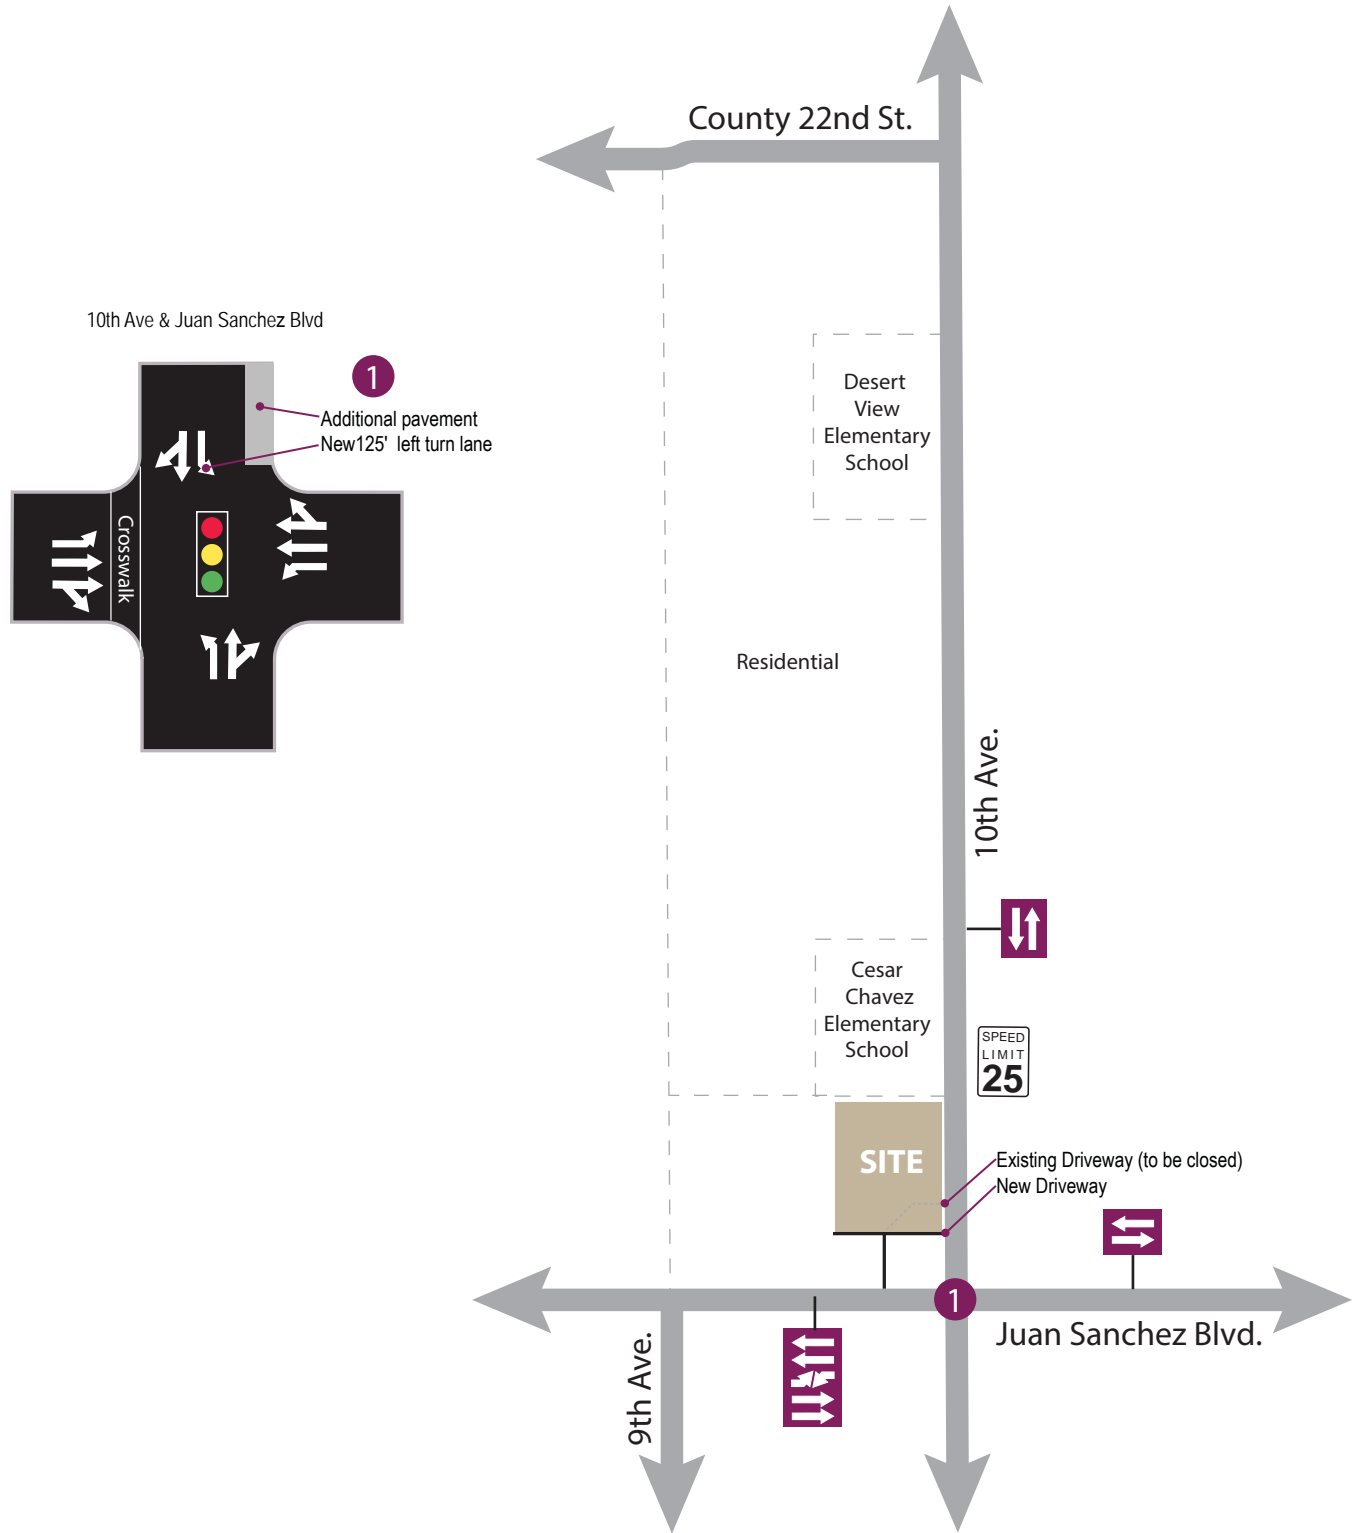 County 22nd St.
10th Ave & Juan Sanchez Blvd
1
Additional pavement
New125' left turn lane
Crosswalk
Desert
View
Elementary
School
Residential
10th Ave.
Cesar
Chavez
Elementary
School
SPEED
LIMIT
25
SITE
Existing Driveway (to be closed)
New Driveway
1
Juan Sanchez Blvd.
9th Ave.